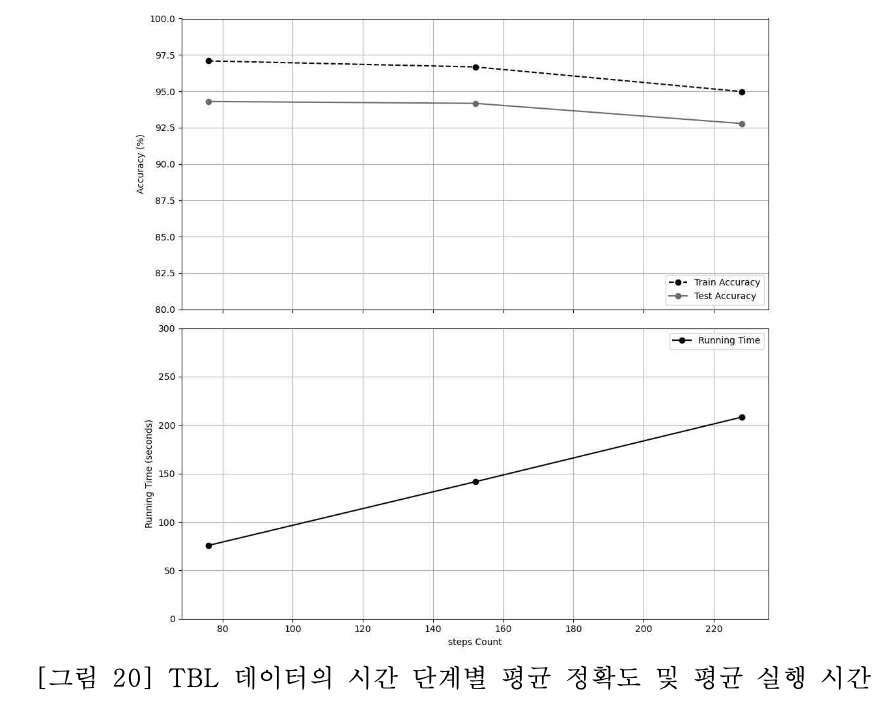 100.0
97.5
95.0
92.5
90.0
87.5
85.0
82.5
80.0
Accuracy (%)
Train Accuracy
Test Accuracy
300
250
200
150
100
50
0
Running Time (seconds)
Running Time
80 100 120 140 160 180 200 220
steps Count
[그림 20] TBL 데이터의 시간 단계별 평균 정확도 및 평균 실행 시간